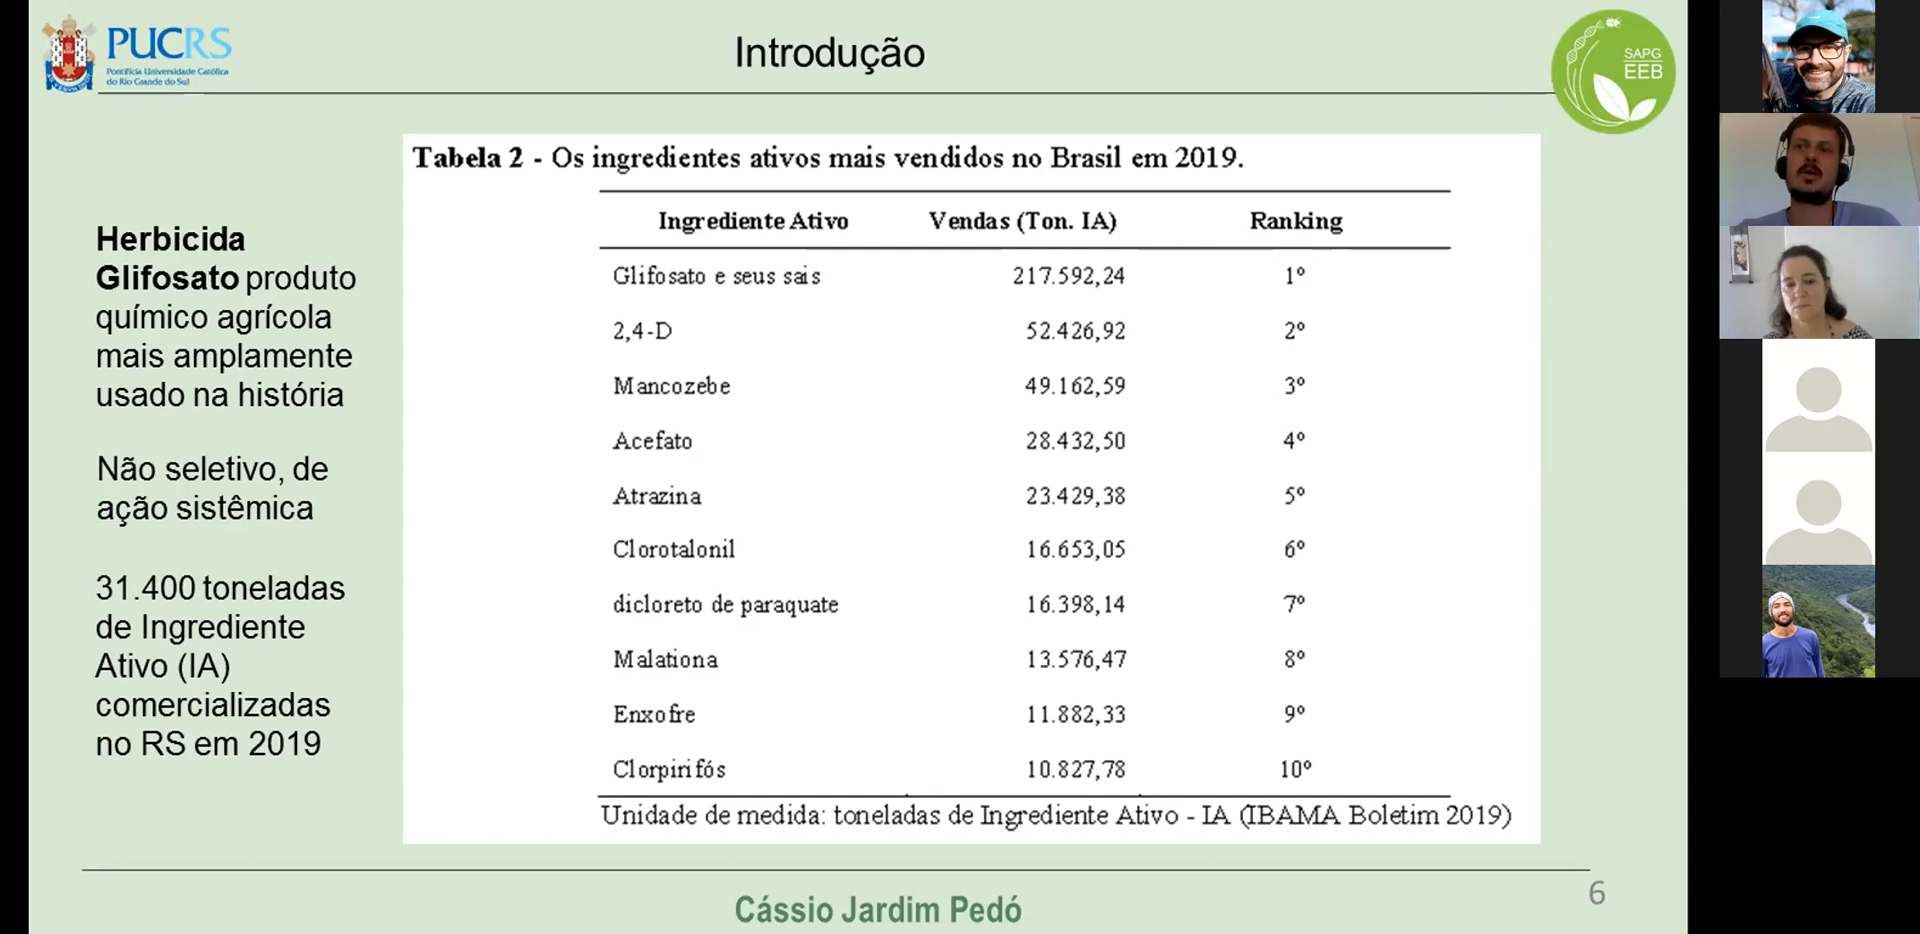 PUCRS
Pontifícia Universidade Católica
do Rio Grande do Sul
Introdução
SAPG
EEB
Herbicida
Glifosato produto
químico agrícola
mais amplamente
usado na história
Não seletivo, de
ação sistêmica
31.400 toneladas
de Ingrediente
Ativo (IA)
comercializadas
no RS em 2019
Tabela 2 - Os ingredientes ativos mais vendidos no Brasil em 2019.
Ingrediente Ativo Vendas (Ton. IA) Ranking
Glifosato e seus sais 217.592,24 1º
2,4-D 52.426,92 2º
Mancozebe 49.162,59 3º
Acefato 28.432,50 4º
Atrazina 23.429,38 5º
Clorotalonil 16.653,05 6º
dicloreto de paraquate 16.398,14 7º
Malationa 13.576,47 8º
Enxofre 11.882,33 9º
Clorpirifós 10.827,78 10º
Unidade de medida: toneladas de Ingrediente Ativo - IA (IBAMA Boletim 2019)
Cássio Jardim Pedó
6